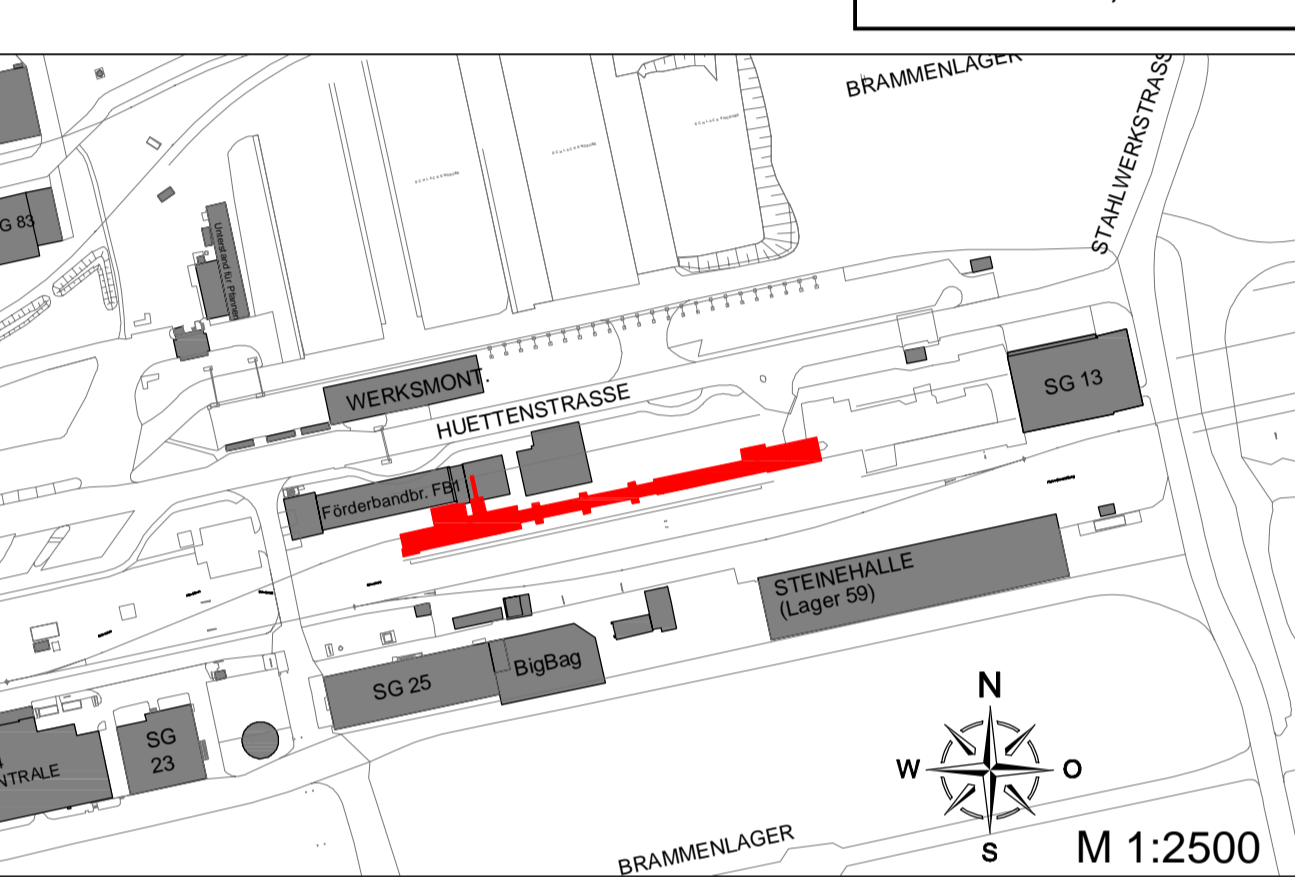 BRAMMENLAGER
STAHLWERKSTRASS
G 83
Unterstand für Pfannen
WERKSMONT.
HUETTENSTRASSE
SG 13
Förderbandbr. FB1
STEINEHALLE
(Lager 59)
BigBag
SG 25
SG
23
NTRALE
N
W
O
S
BRAMMENLAGER
M 1:2500